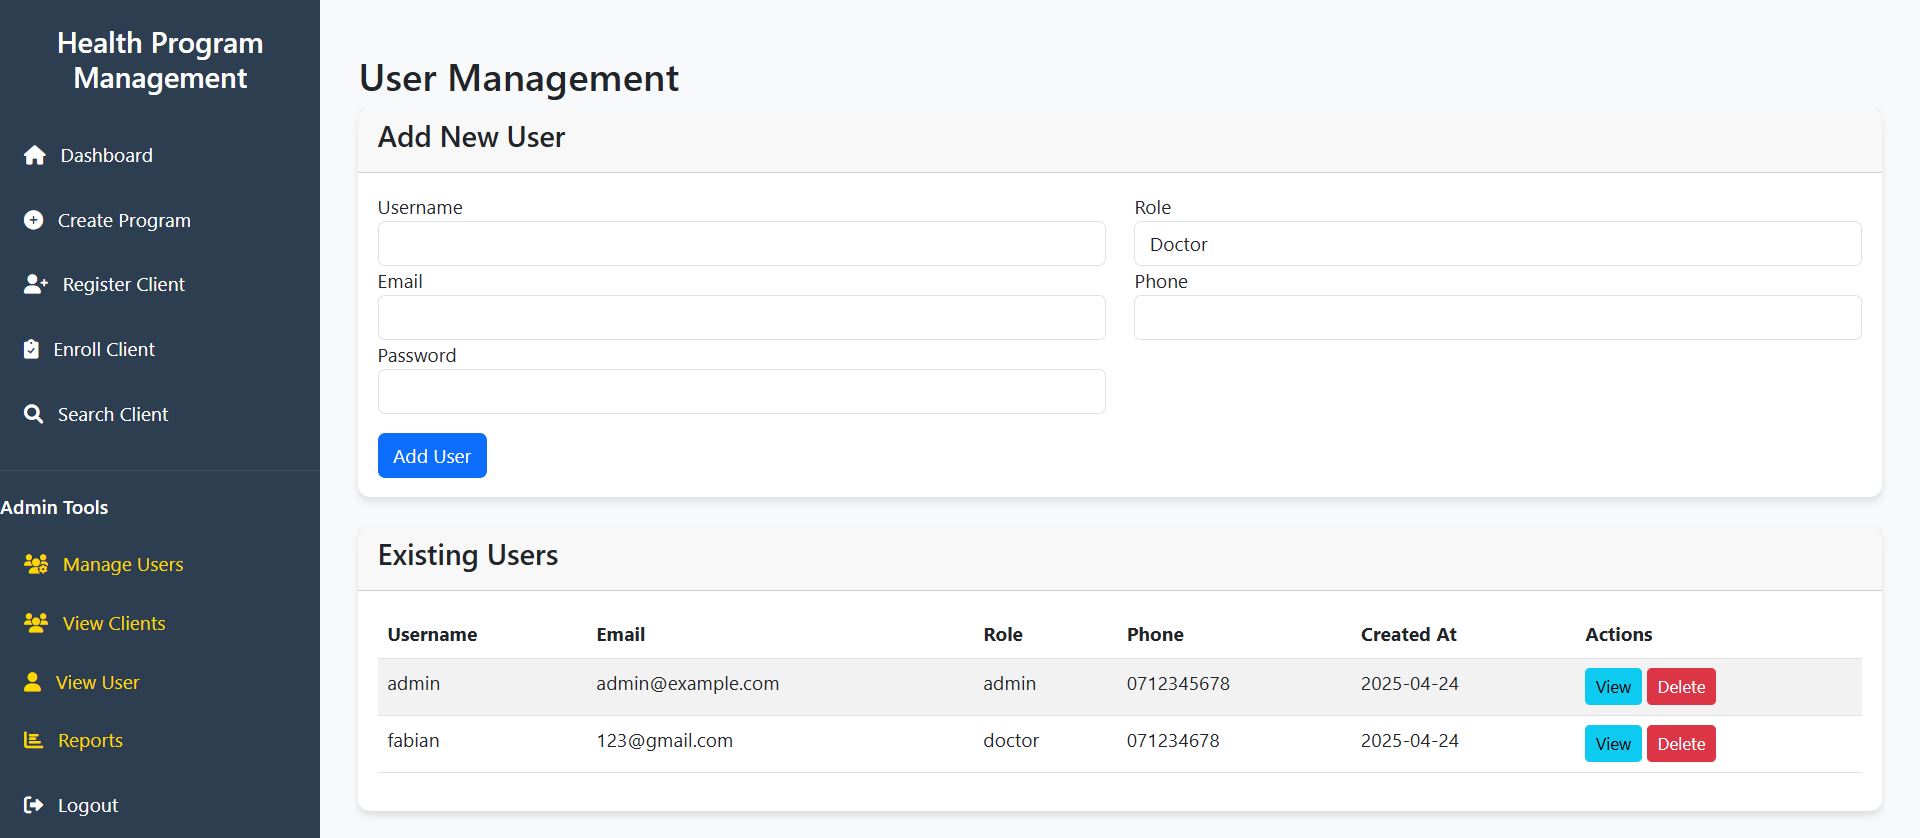 Health Program
Management
Dashboard
Create Program
Register Client
Enroll Client
Search Client
Admin Tools
Manage Users
View Clients
View User
Reports
Logout
User Management
Add New User
Username
Role
Doctor
Email
Phone
Password
Add User
Existing Users
Username Email Role Phone Created At Actions
admin admin@example.com admin 0712345678 2025-04-24 View Delete
fabian 123@gmail.com doctor 071234678 2025-04-24 View Delete